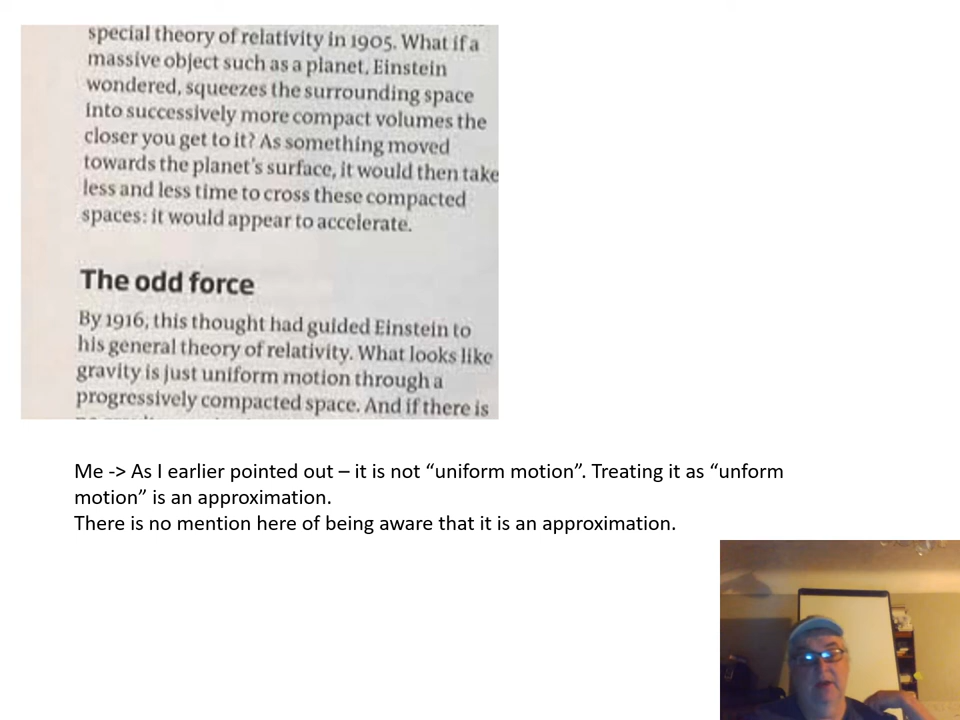 special theory of relativity in 1905. What if a
massive object such as a planet, Einstein
wondered, squeezes the surrounding space
into successively more compact volumes the
closer you get to it? As something moved
towards the planet's surface, it would then take
less and less time to cross these compacted
spaces: it would appear to accelerate.
The odd force
By 1916, this thought had guided Einstein to
his general theory of relativity. What looks like
gravity is just uniform motion through a
progressively compacted space. And if there is
Me -> As I earlier pointed out – it is not “uniform motion”. Treating it as “unform
motion” is an approximation.
There is no mention here of being aware that it is an approximation.